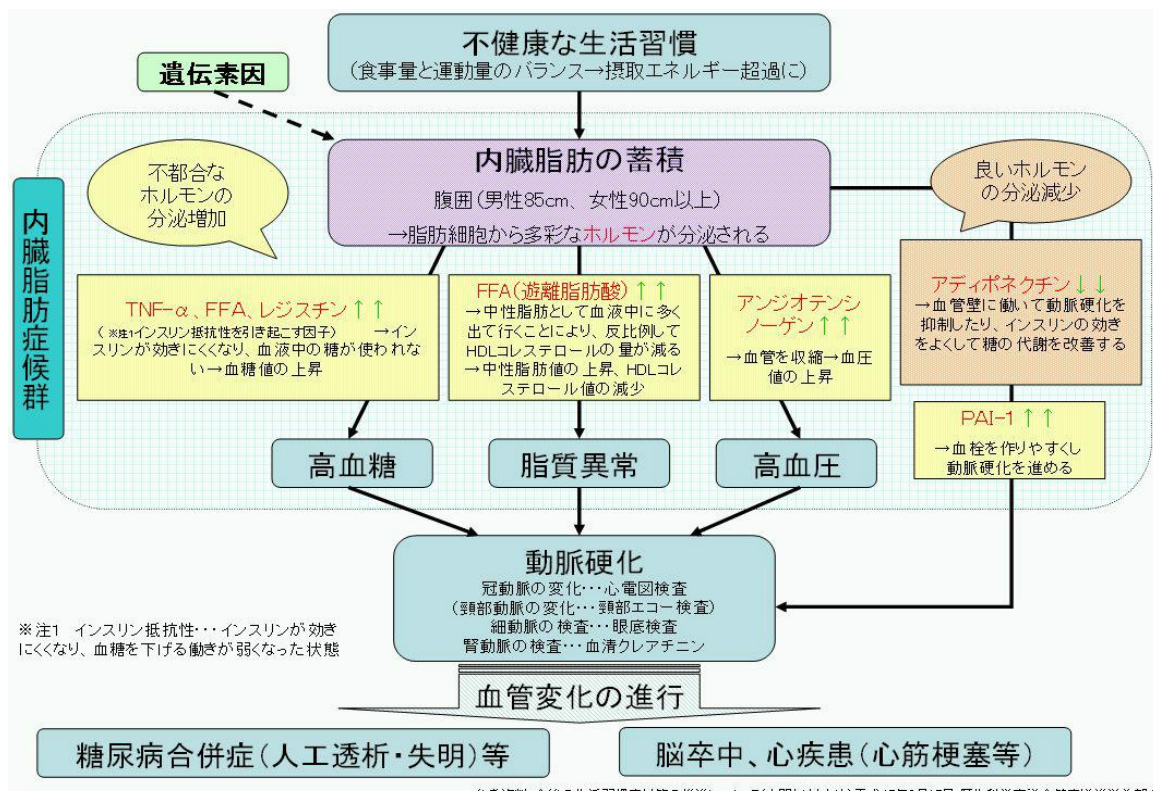 不健康な生活習慣
(食事量と運動量のバランス→摂取エネルギー超過に)
遺伝素因
内臓脂肪症候群
内臓脂肪の蓄積
腹囲(男性85cm、女性90cm以上)
→脂肪細胞から多彩なホルモンが分泌される
不都合な
ホルモンの
分泌増加
良いホルモン
の分泌減少
TNF-α、FFA、レジスチン↑↑
(※注1インスリン抵抗性を引き起こす因子) →イン
スリンが効きにくくなり、血液中の糖が使われな
い→血糖値の上昇
FFA(遊離脂肪酸)↑↑
→中性脂肪として血液中に多く
出て行くことにより、反比例して
HDLコレステロールの量が減る
→中性脂肪値の上昇、HDLコレ
ステロール値の減少
アンジオテンシ
ノーゲン↑↑
→血管を収縮→血圧
値の上昇
アディポネクチン↓↓
→血管壁に働いて動脈硬化を
抑制したり、インスリンの効き
をよくして糖の代謝を改善する
PAI-1↑↑
→血栓を作りやすくし
動脈硬化を進める
高血糖
脂質異常
高血圧
動脈硬化
冠動脈の変化…心電図検査
(頸部動脈の変化…頸部エコー検査)
細動脈の検査…眼底検査
腎動脈の検査…血清クレアチニン
※注1 インスリン抵抗性…インスリンが効き
にくくなり、血糖を下げる働きが弱くなった状態
血管変化の進行
糖尿病合併症(人工透析・失明)等
脳卒中、心疾患(心筋梗塞等)